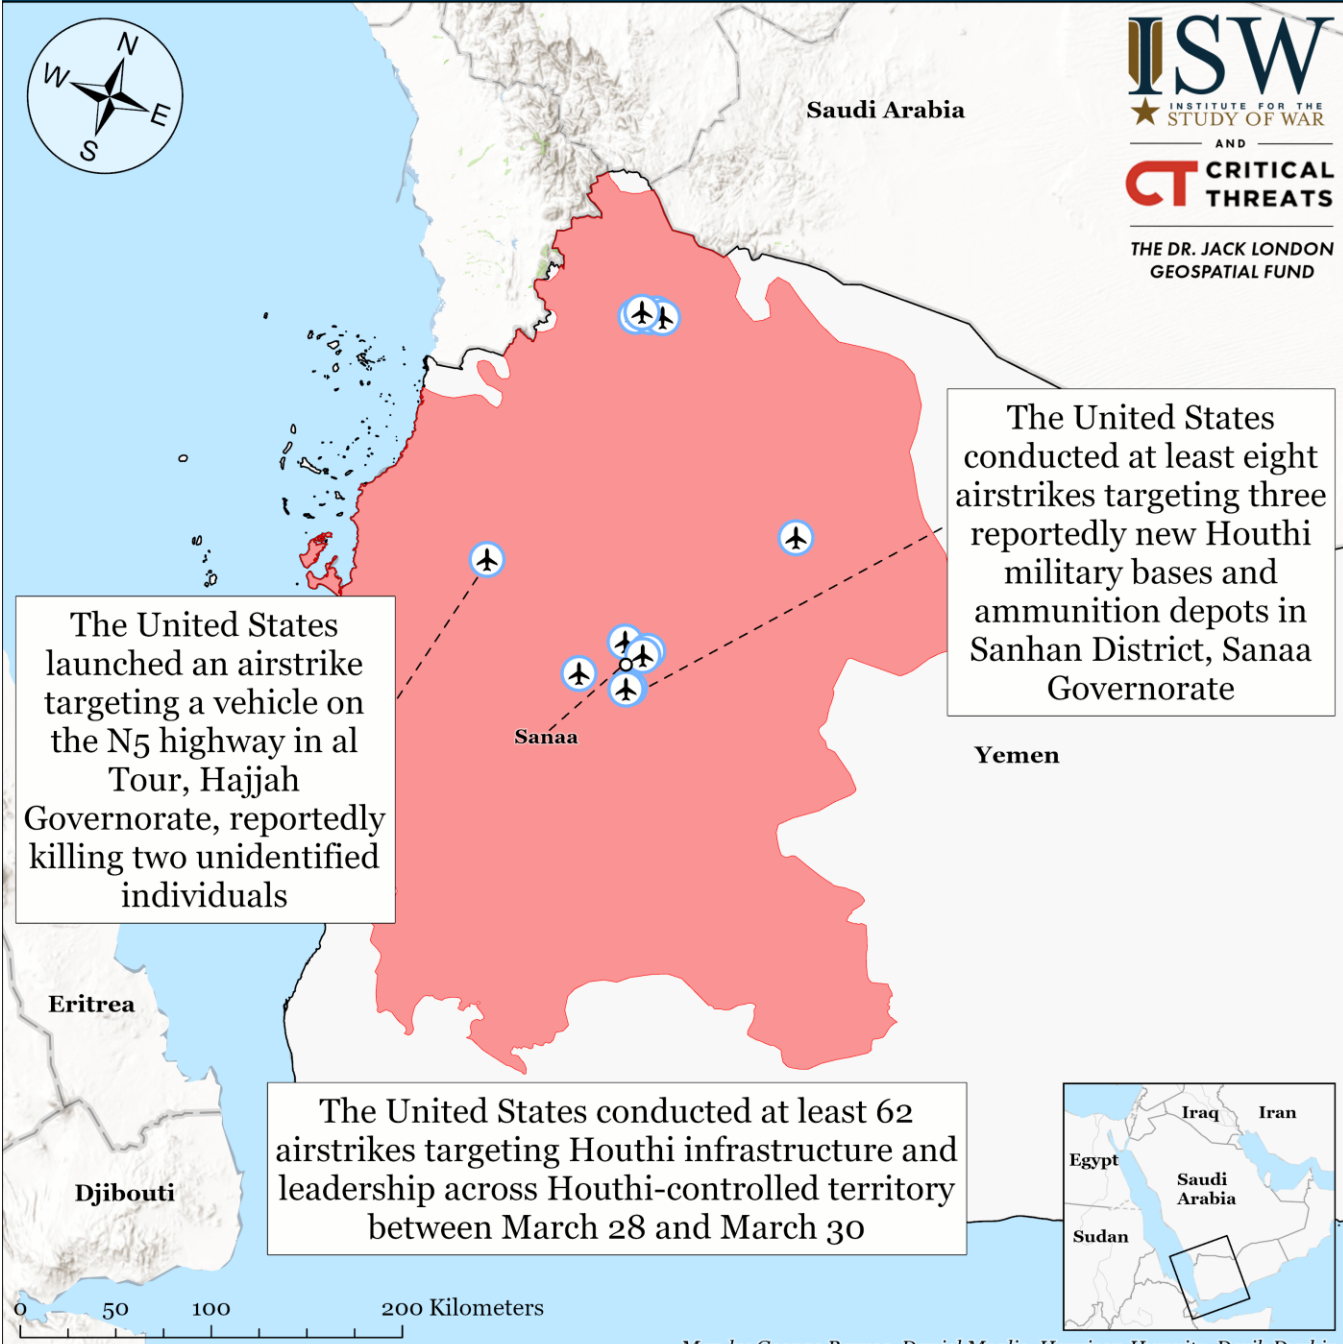 N
W
E
S
Saudi Arabia
ISW
INSTITUTE FOR THE
STUDY OF WAR
AND
CT CRITICAL
THREATS
THE DR. JACK LONDON
GEOSPATIAL FUND
The United States
conducted at least eight
airstrikes targeting three
reportedly new Houthi
military bases and
ammunition depots in
Sanhan District, Sanaa
Governorate
The United States
launched an airstrike
targeting a vehicle on
the N5 highway in al
Tour, Hajjah
Governorate, reportedly
killing two unidentified
individuals
Sanaa
Yemen
Eritrea
Djibouti
The United States conducted at least 62
airstrikes targeting Houthi infrastructure and
leadership across Houthi-controlled territory
between March 28 and March 30
Iraq
Iran
Egypt
Saudi
Arabia
Sudan
0 50 100 200 Kilometers